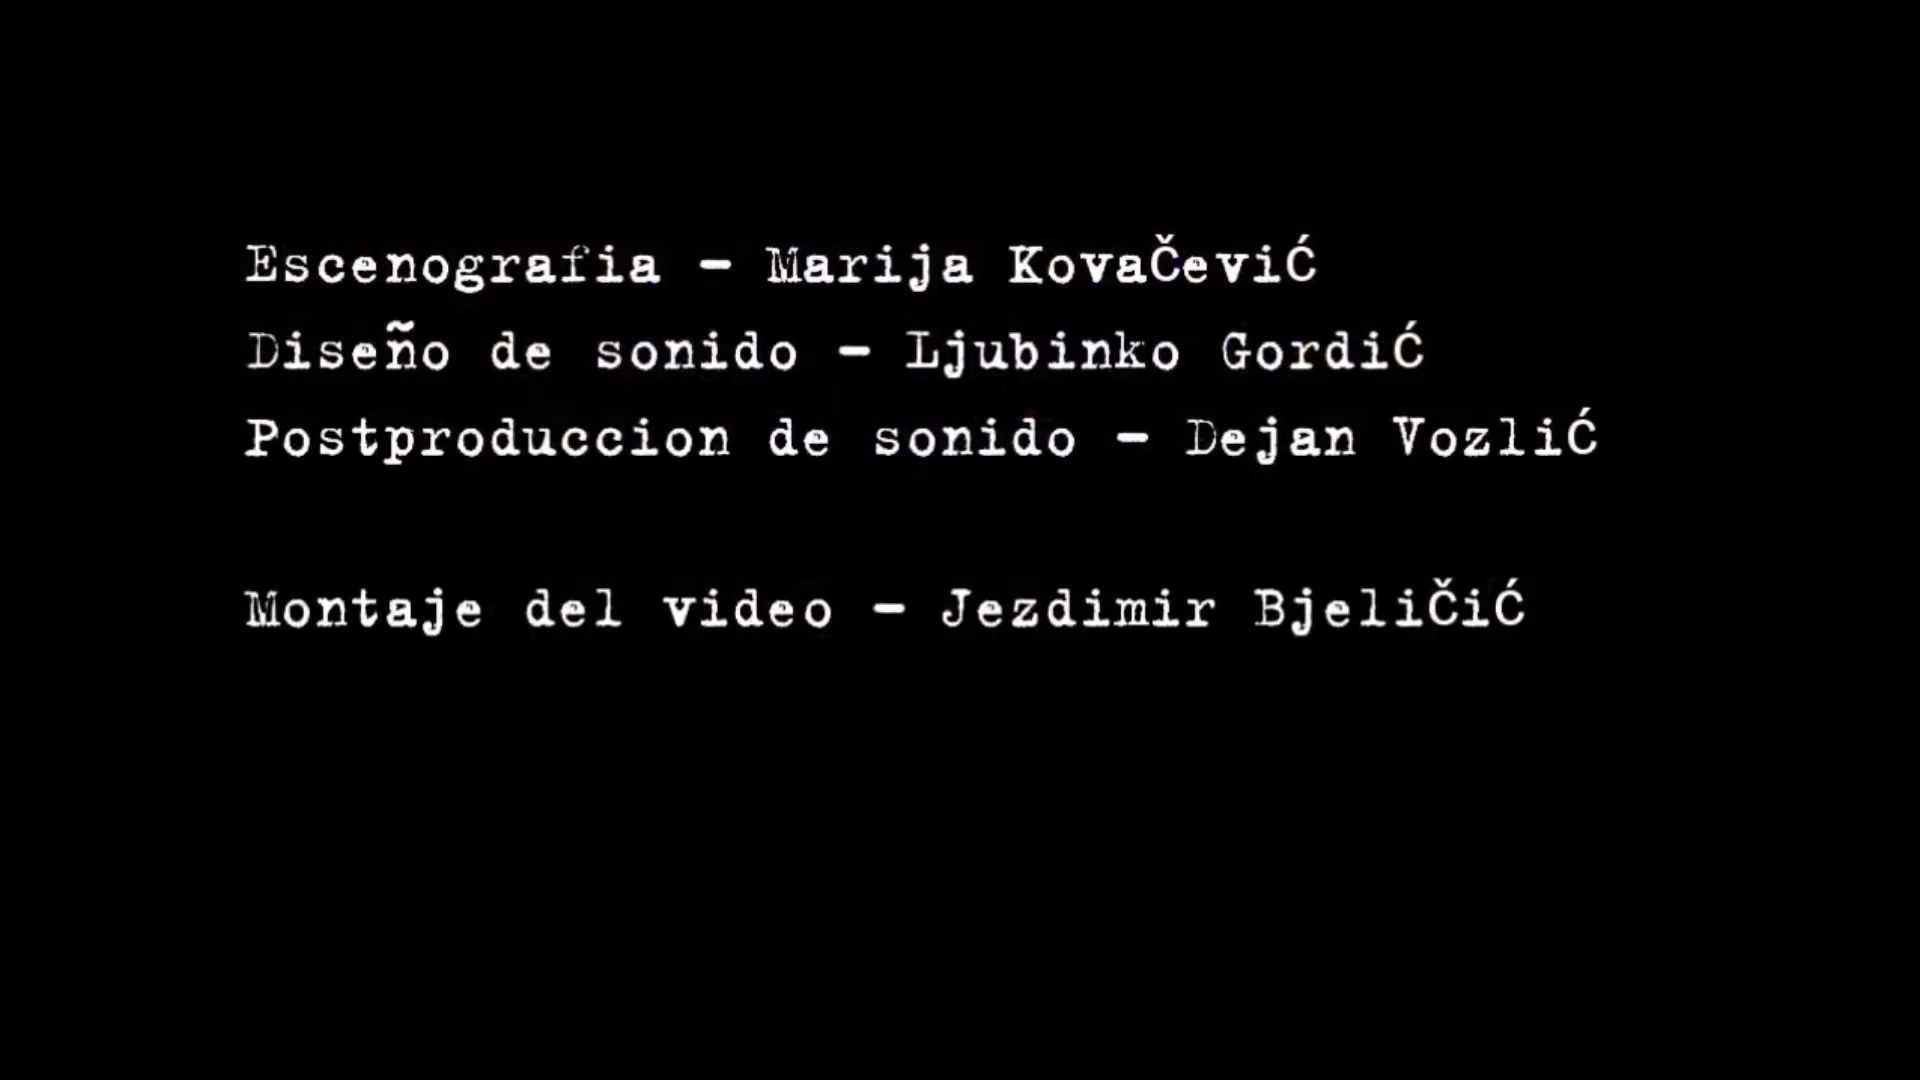 Escenografia - Marija KovaČeviĆ
Diseño de sonido - Ljubinko GordiĆ
Postproduccion de sonido - Dejan VozliĆ
Montaje del video - Jezdimir BjeliČiĆ